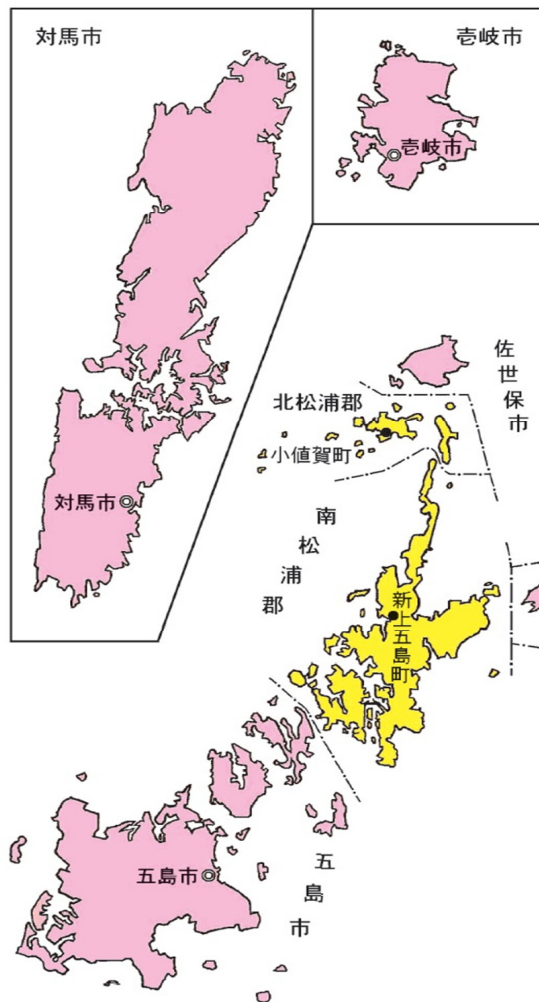 対馬市
壱岐市
壱岐市
佐世保市
北松浦郡
小値賀町
対馬市
南松浦郡
新上五島町
五島市
五島市